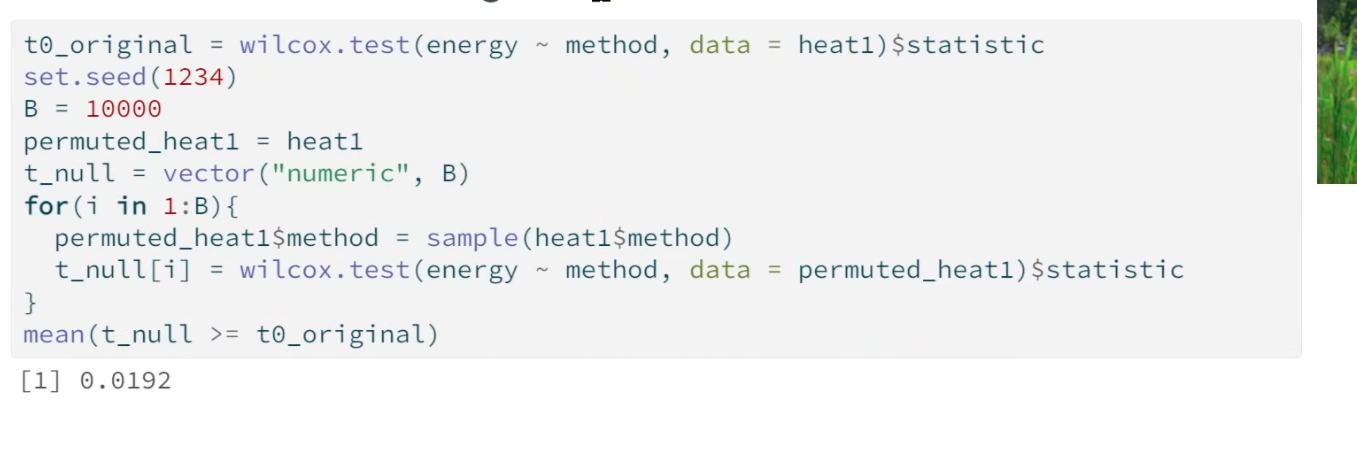 t0_original = wilcox.test(energy ~ method, data = heat1)$statistic
set.seed(1234)
B = 10000
permuted_heat1 = heat1
t_null = vector("numeric", B)
for(i in 1:B){
  permuted_heat1$method = sample(heat1$method)
  t_null[i] = wilcox.test(energy ~ method, data = permuted_heat1)$statistic
}
mean(t_null >= t0_original)
[1] 0.0192